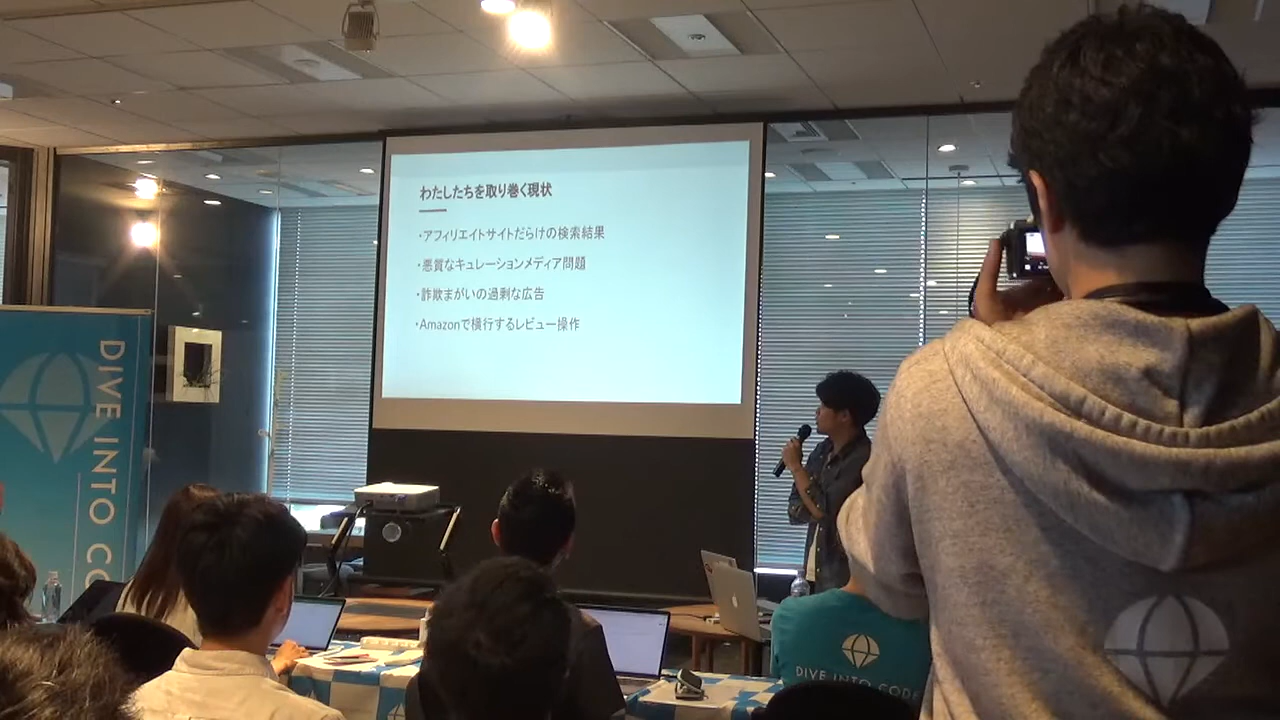 わたしたちを取り巻く現状
・アフィリエイトサイトだらけの検索結果
・悪質なキュレーションメディア問題
・詐欺まがいの過剰な広告
・Amazonで横行するレビュー操作
DIVE INTO CO
DIVE INTO CODE